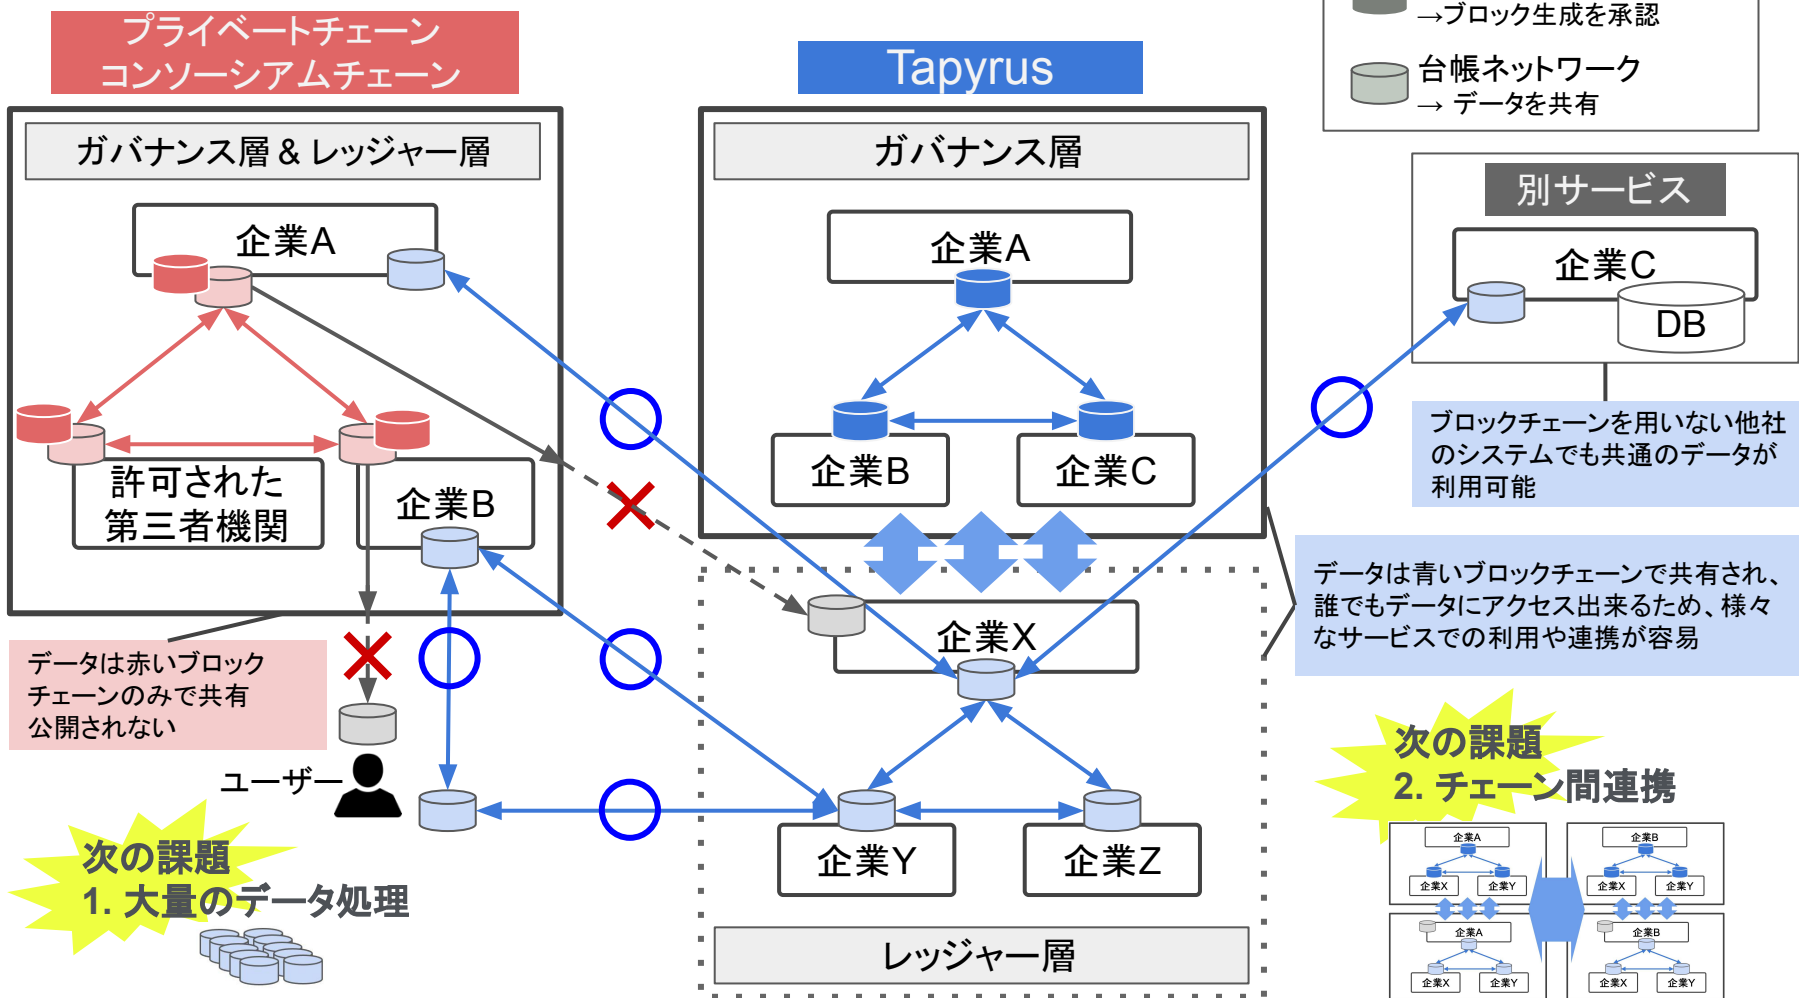 プライベートチェーン
コンソーシアムチェーン
ガバナンス層 & レッジャー層
企業A
許可された
第三者機関
企業B
データは赤いブロック
チェーンのみで共有
公開されない
ユーザー
次の課題
1. 大量のデータ処理
Tapyrus
ガバナンス層
企業A
企業B
企業C
企業X
企業Y
企業Z
レッジャー層
→ブロック生成を承認
台帳ネットワーク
→ データを共有
別サービス
企業C
DB
ブロックチェーンを用いない他社
のシステムでも共通のデータが
利用可能
データは青いブロックチェーンで共有され、
誰でもデータにアクセス出来るため、様々
なサービスでの利用や連携が容易
次の課題
2. チェーン間連携
企業A
企業X
企業Y
企業B
企業X
企業Y
企業A
企業X
企業Y
企業B
企業X
企業Y